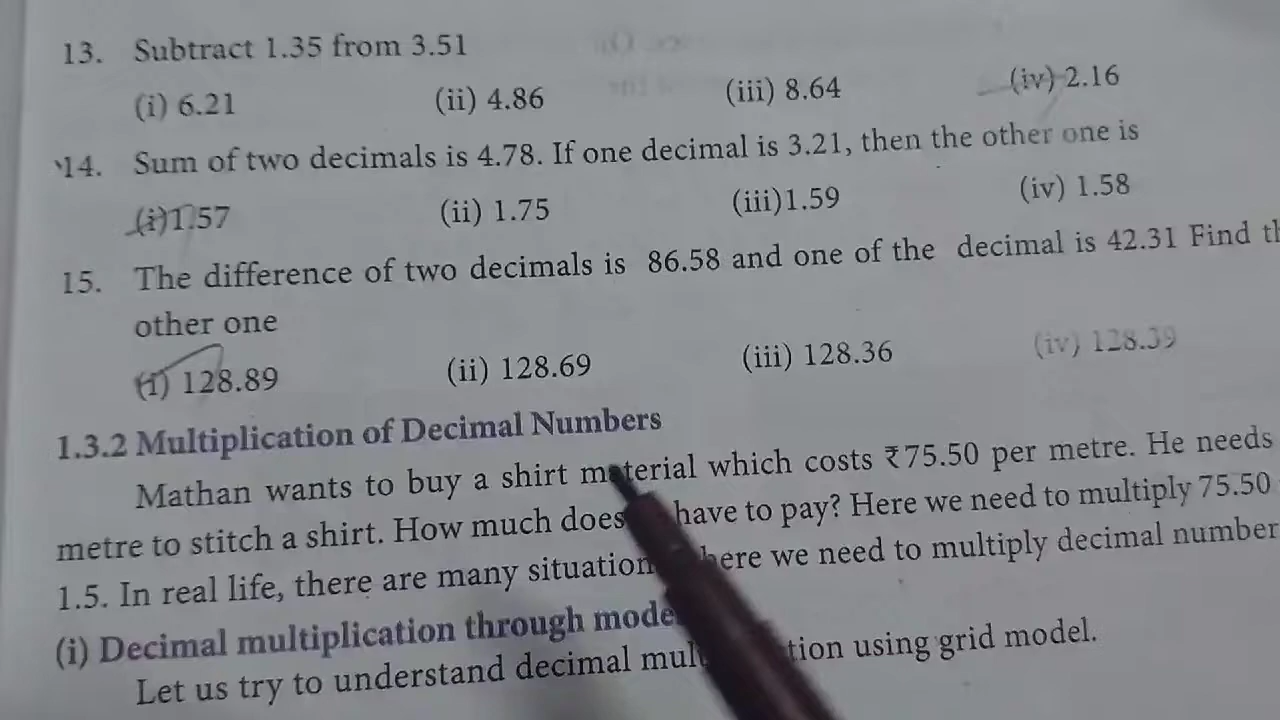 13. Subtract 1.35 from 3.51
(i) 6.21 (ii) 4.86 (iii) 8.64 (iv) 2.16
14. Sum of two decimals is 4.78. If one decimal is 3.21, then the other one is
(i) 1.57 (ii) 1.75 (iii) 1.59 (iv) 1.58
15. The difference of two decimals is 86.58 and one of the decimal is 42.31 Find
other one
(i) 128.89 (ii) 128.69 (iii) 128.36 (iv) 128.39
1.3.2 Multiplication of Decimal Numbers
Mathan wants to buy a shirt material which costs ₹75.50 per metre. He needs
metre to stitch a shirt. How much does have to pay? Here we need to multiply 75.50
1.5. In real life, there are many situation here we need to multiply decimal number
(i) Decimal multiplication through
Let us try to understand decimal using grid model.